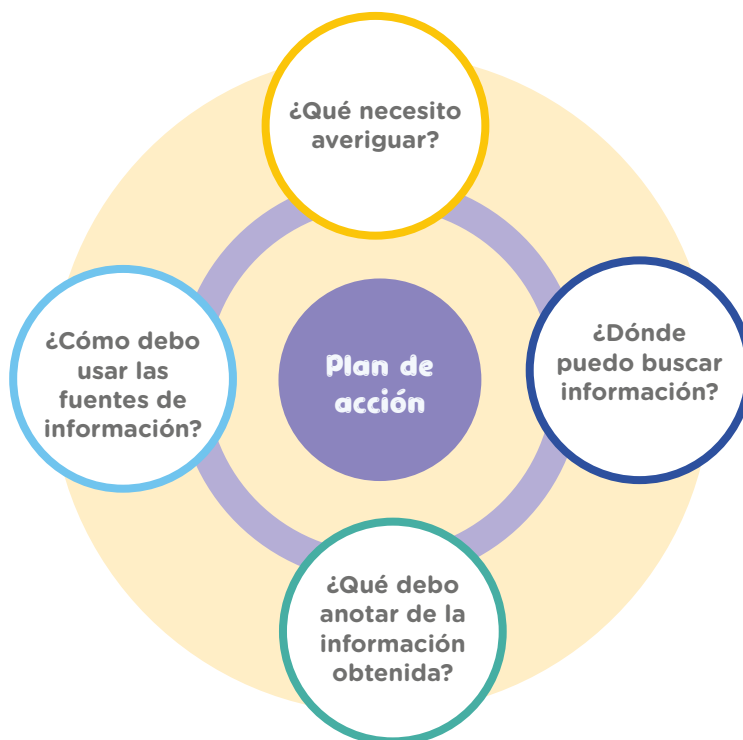 ¿Qué necesito
averiguar?
¿Dónde
puedo buscar
información?
¿Qué debo
anotar de la
información
obtenida?
¿Cómo debo
usar las
fuentes de
información?
Plan de
acción